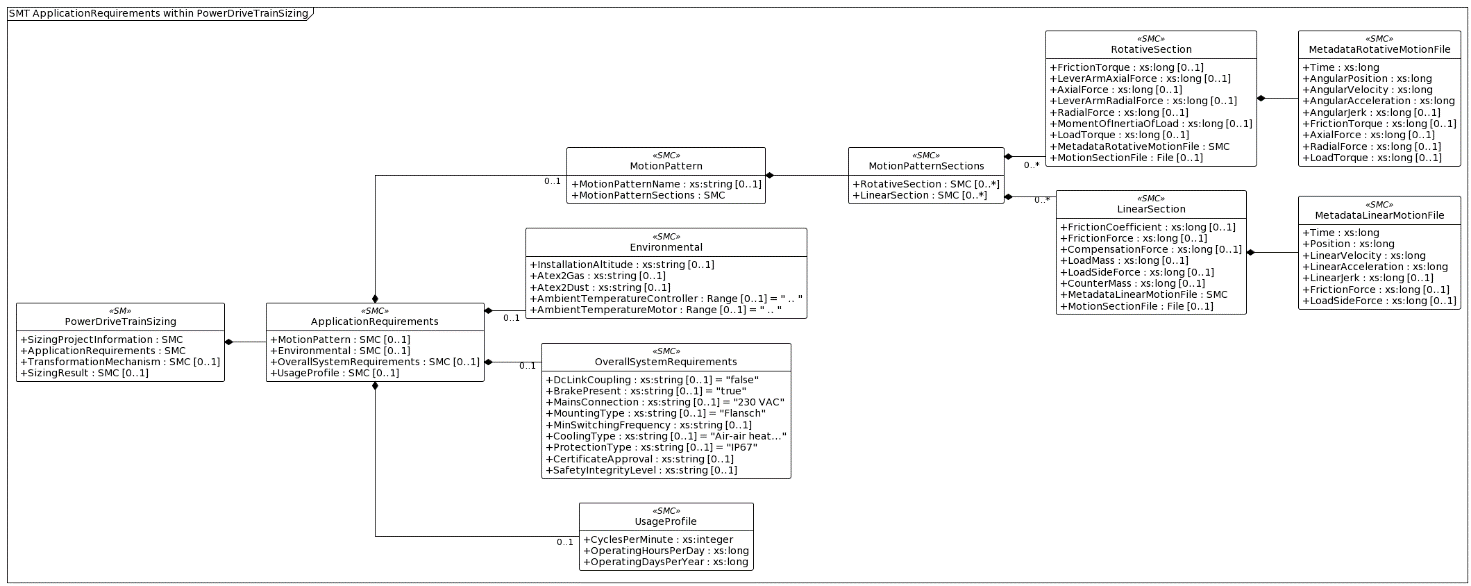 SMT ApplicationRequirements within PowerDriveTrainSizing
«SM»
PowerDriveTrainSizing
+SizingProjectInformation : SMC
+ApplicationRequirements : SMC
+TransformationMechanism : SMC [0..1]
+SizingResult : SMC [0..1]
«SMC»
ApplicationRequirements
+MotionPattern : SMC [0..1]
+Environmental : SMC [0..1]
+OverallSystemRequirements : SMC [0..1]
+UsageProfile : SMC [0..1]
0..1
«SMC»
MotionPattern
+MotionPatternName : xs:string [0..1]
+MotionPatternSections : SMC
0..1
«SMC»
Environmental
+InstallationAltitude : xs:string [0..1]
+Atex2Gas : xs:string [0..1]
+Atex2Dust : xs:string [0..1]
+AmbientTemperatureController : Range [0..1] = " .. "
+AmbientTemperatureMotor : Range [0..1] = " .. "
0..1
«SMC»
OverallSystemRequirements
+DcLinkCoupling : xs:string [0..1] = "false"
+BrakePresent : xs:string [0..1] = "true"
+MainsConnection : xs:string [0..1] = "230 VAC"
+MountingType : xs:string [0..1] = "Flansch"
+MinSwitchingFrequency : xs:string [0..1]
+CoolingType : xs:string [0..1] = "Air-air heat..."
+ProtectionType : xs:string [0..1] = "IP67"
+CertificateApproval : xs:string [0..1]
+SafetyIntegrityLevel : xs:string [0..1]
0..1
«SMC»
UsageProfile
+CyclesPerMinute : xs:integer
+OperatingHoursPerDay : xs:long
+OperatingDaysPerYear : xs:long
«SMC»
MotionPatternSections
+RotativeSection : SMC [0..*]
+LinearSection : SMC [0..*]
0..*
«SMC»
RotativeSection
+FrictionTorque : xs:long [0..1]
+LeverArmAxialForce : xs:long [0..1]
+AxialForce : xs:long [0..1]
+LeverArmRadialForce : xs:long [0..1]
+RadialForce : xs:long [0..1]
+MomentOfInertiaOfLoad : xs:long [0..1]
+LoadTorque : xs:long [0..1]
+MetadataRotativeMotionFile : SMC
+MotionSectionFile : File [0..1]
«SMC»
MetadataRotativeMotionFile
+Time : xs:long
+AngularPosition : xs:long
+AngularVelocity : xs:long
+AngularAcceleration : xs:long
+AngularJerk : xs:long [0..1]
+FrictionTorque : xs:long [0..1]
+AxialForce : xs:long [0..1]
+RadialForce : xs:long [0..1]
+LoadTorque : xs:long [0..1]
0..*
«SMC»
LinearSection
+FrictionCoefficient : xs:long [0..1]
+FrictionForce : xs:long [0..1]
+CompensationForce : xs:long [0..1]
+LoadMass : xs:long [0..1]
+LoadSideForce : xs:long [0..1]
+CounterMass : xs:long [0..1]
+MetadataLinearMotionFile : SMC
+MotionSectionFile : File [0..1]
«SMC»
MetadataLinearMotionFile
+Time : xs:long
+Position : xs:long
+LinearVelocity : xs:long
+LinearAcceleration : xs:long
+LinearJerk : xs:long [0..1]
+FrictionForce : xs:long [0..1]
+LoadSideForce : xs:long [0..1]